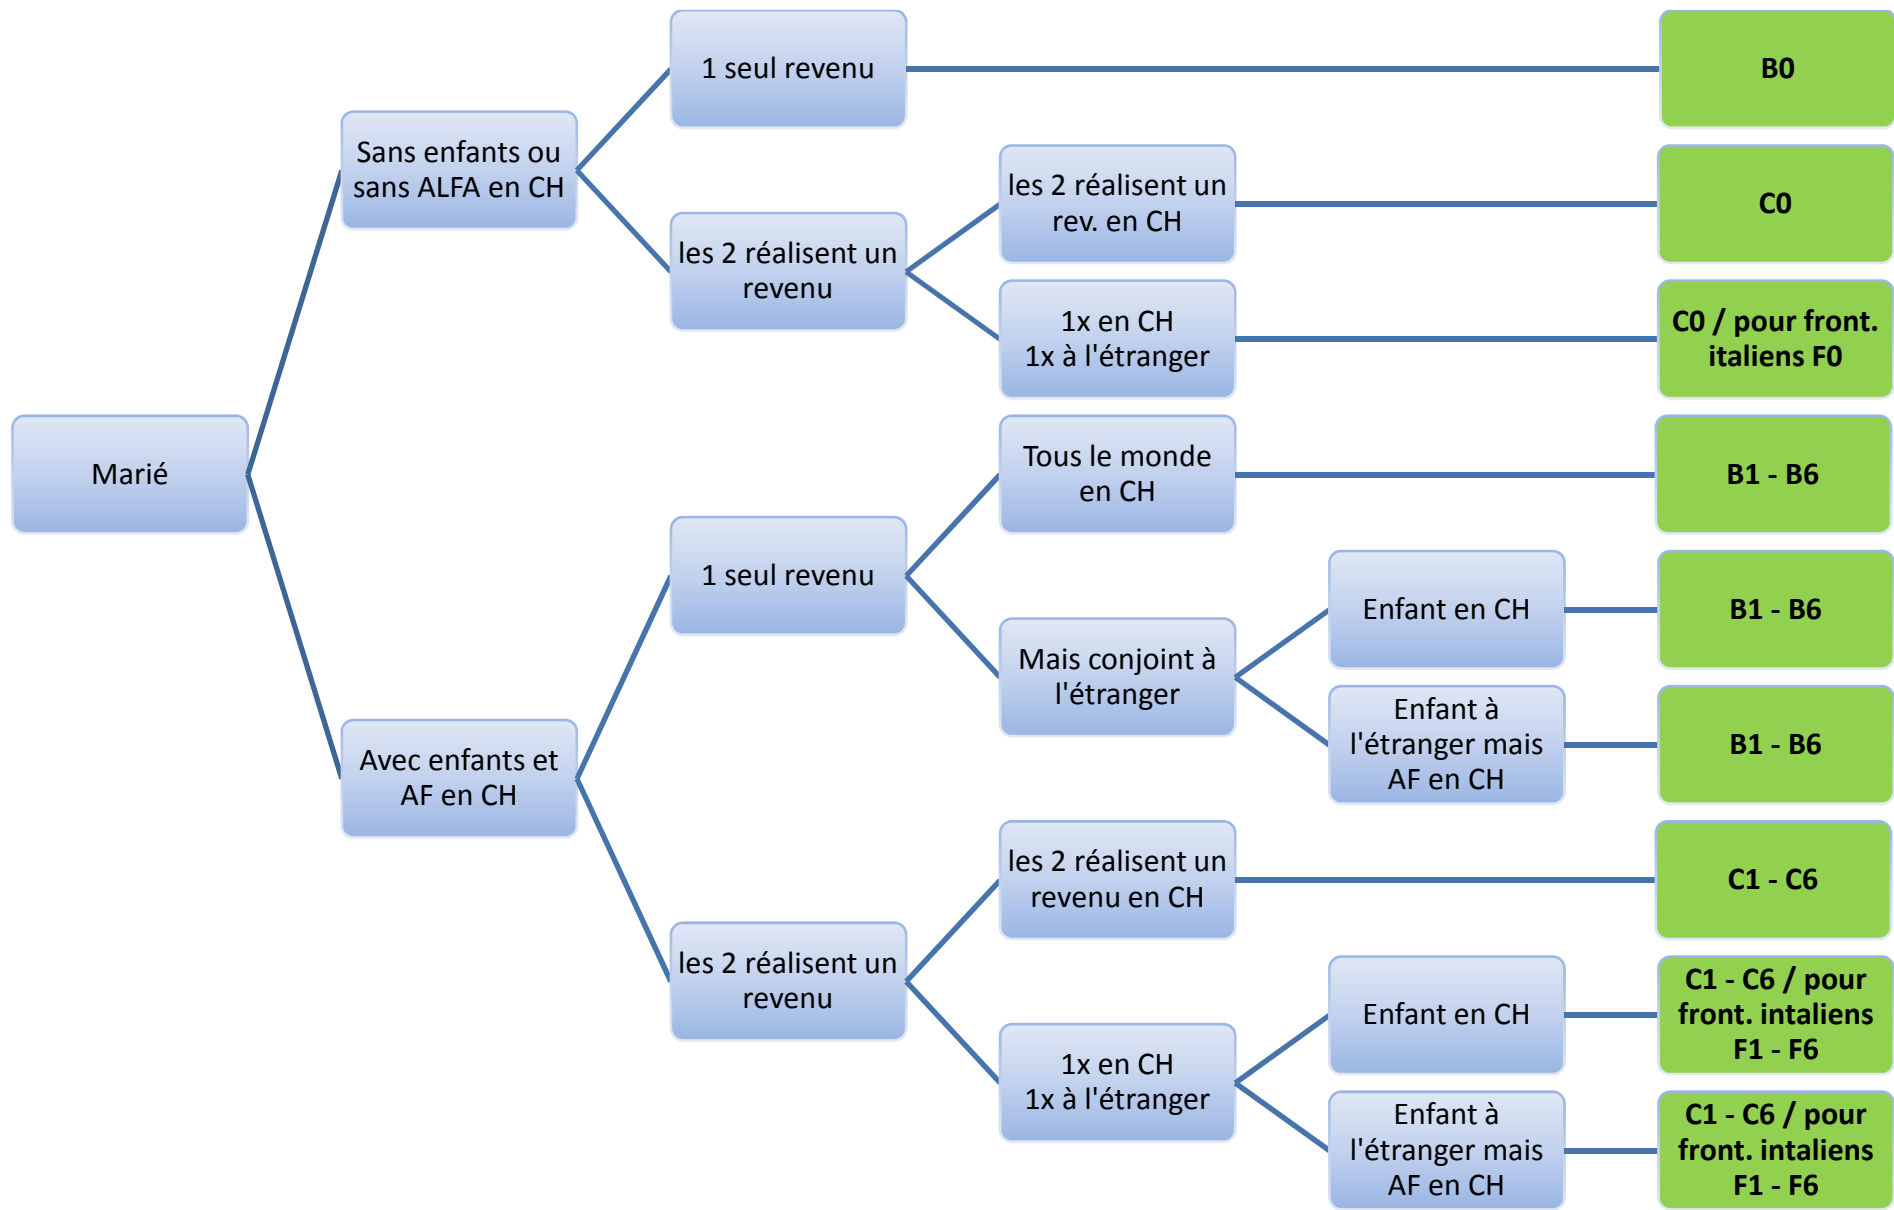 1 seul revenu
B0
Sans enfants ou
sans ALFA en CH
les 2 réalisent un
rev. en CH
C0
les 2 réalisent un
revenu
1x en CH
1x à l'étranger
C0 / pour front.
italiens F0
Marié
Tous le monde
en CH
B1 - B6
1 seul revenu
Enfant en CH
B1 - B6
Mais conjoint à
l'étranger
Enfant à
l'étranger mais
AF en CH
B1 - B6
Avec enfants et
AF en CH
les 2 réalisent un
revenu en CH
C1 - C6
les 2 réalisent un
revenu
Enfant en CH
C1 - C6 / pour
front. intaliens
F1 - F6
1x en CH
1x à l'étranger
Enfant à
l'étranger mais
AF en CH
C1 - C6 / pour
front. intaliens
F1 - F6